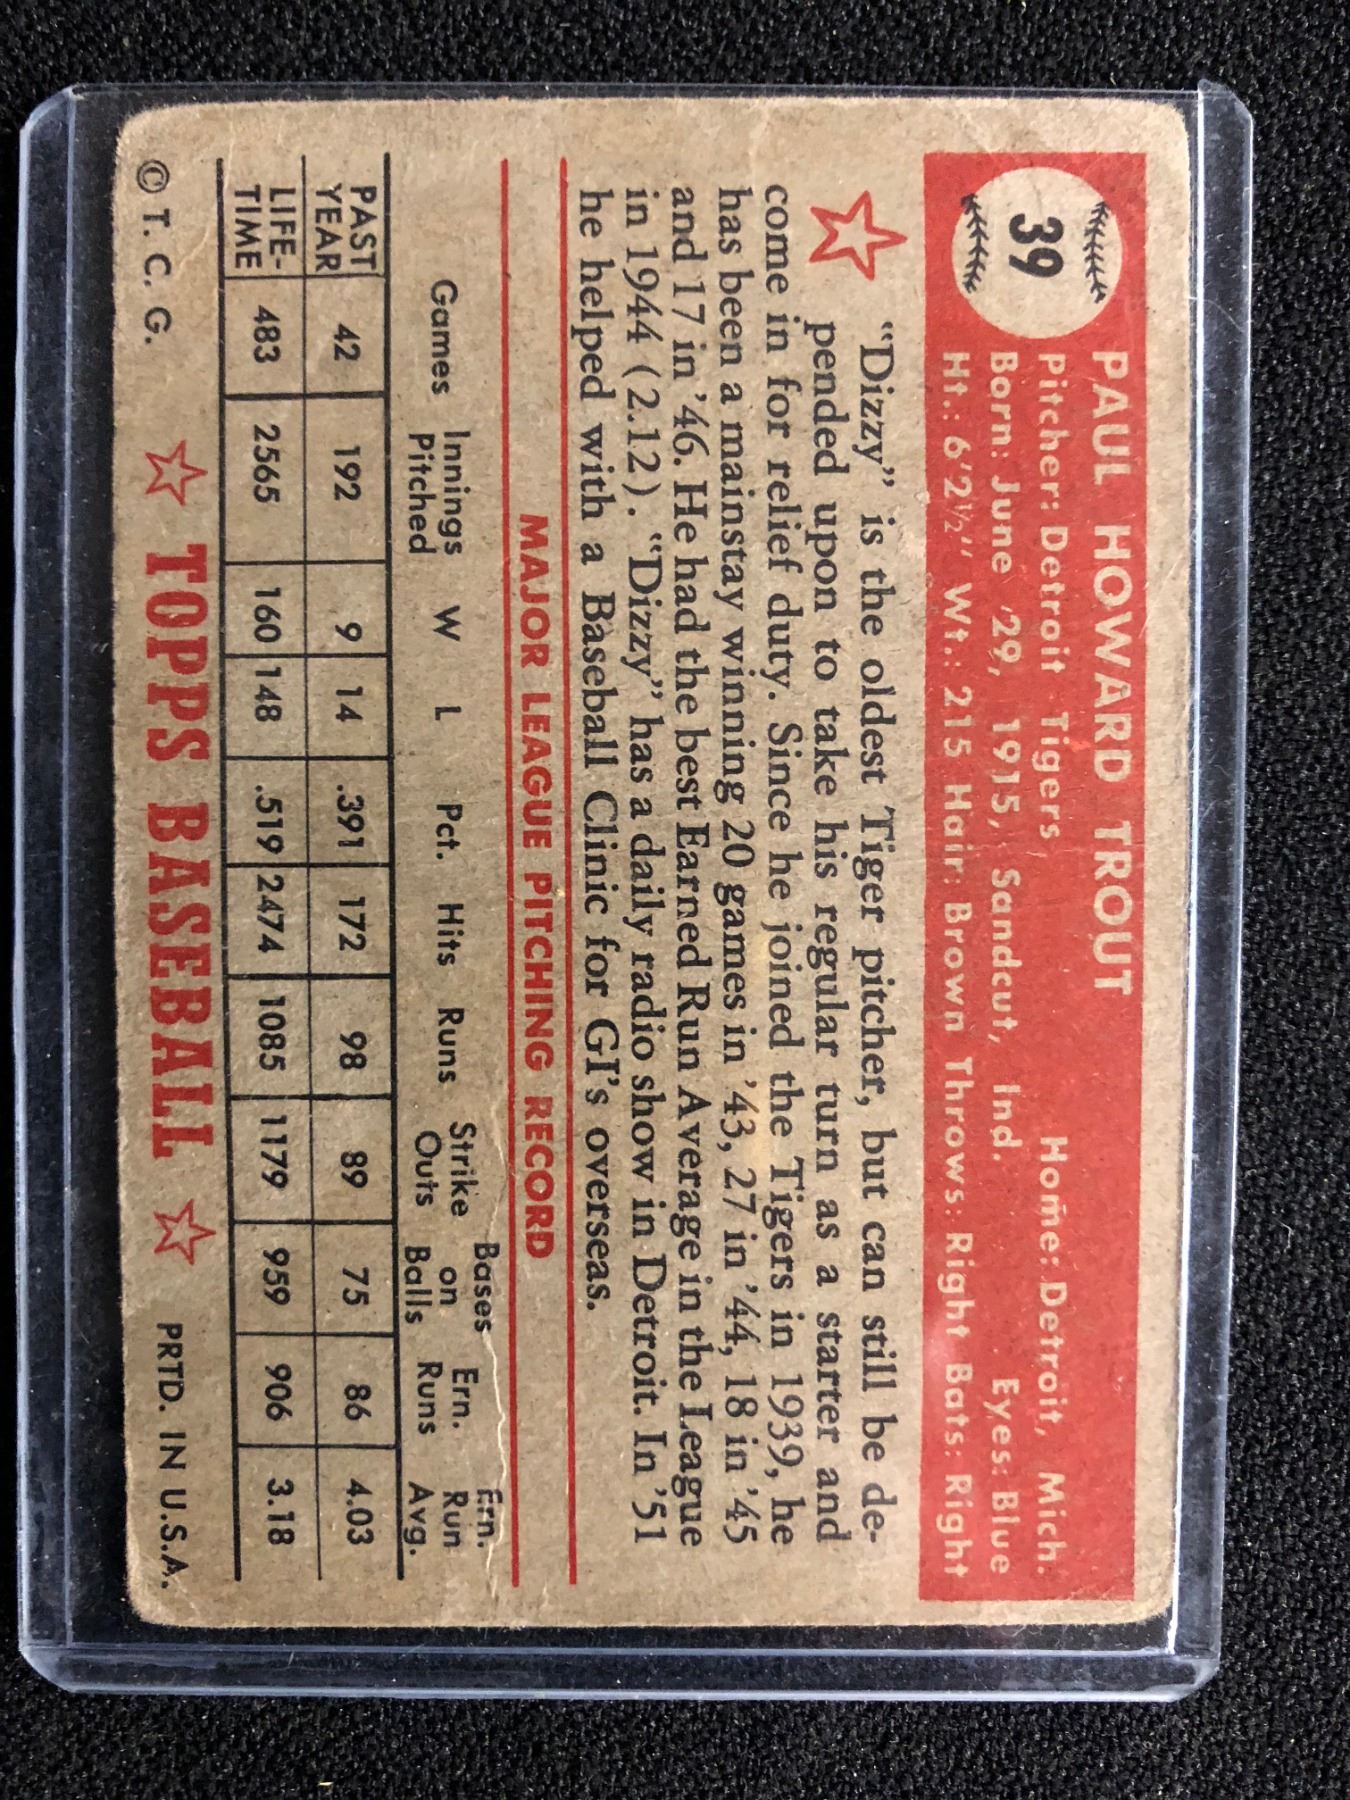 39
PAUL HOWARD TROUT
Pitcher: Detroit Tigers Home: Detroit, Mich.
Born: June 29, 1915, Sandcut, Ind. Eyes: Blue
Ht.: 6'2½" Wt.: 215 Hair: Brown Throws: Right Bats: Right
"Dizzy" is the oldest Tiger pitcher, but can still be de-
pended upon to take his regular turn as a starter and
come in for relief duty. Since he joined the Tigers in 1939, he
has been a mainstay winning 20 games in '43, 27 in '44, 18 in '45
and 17 in '46. He had the best Earned Run Average in the League
in 1944 (2.12). "Dizzy" has a daily radio show in Detroit. In '51
he helped with a Baseball Clinic for GI's overseas.
MAJOR LEAGUE PITCHING RECORD
Games Innings Pitched W L Pct. Hits Runs Strike Outs Bases on Balls Ern. Runs Ern. Run Avg.
PAST YEAR 42 192 9 14 .391 172 98 89 75 86 4.03
LIFE-TIME 483 2565 160 148 .519 2474 1085 1179 959 906 3.18
© T. C. G. TOPPS BASEBALL PRTD. IN U.S.A.